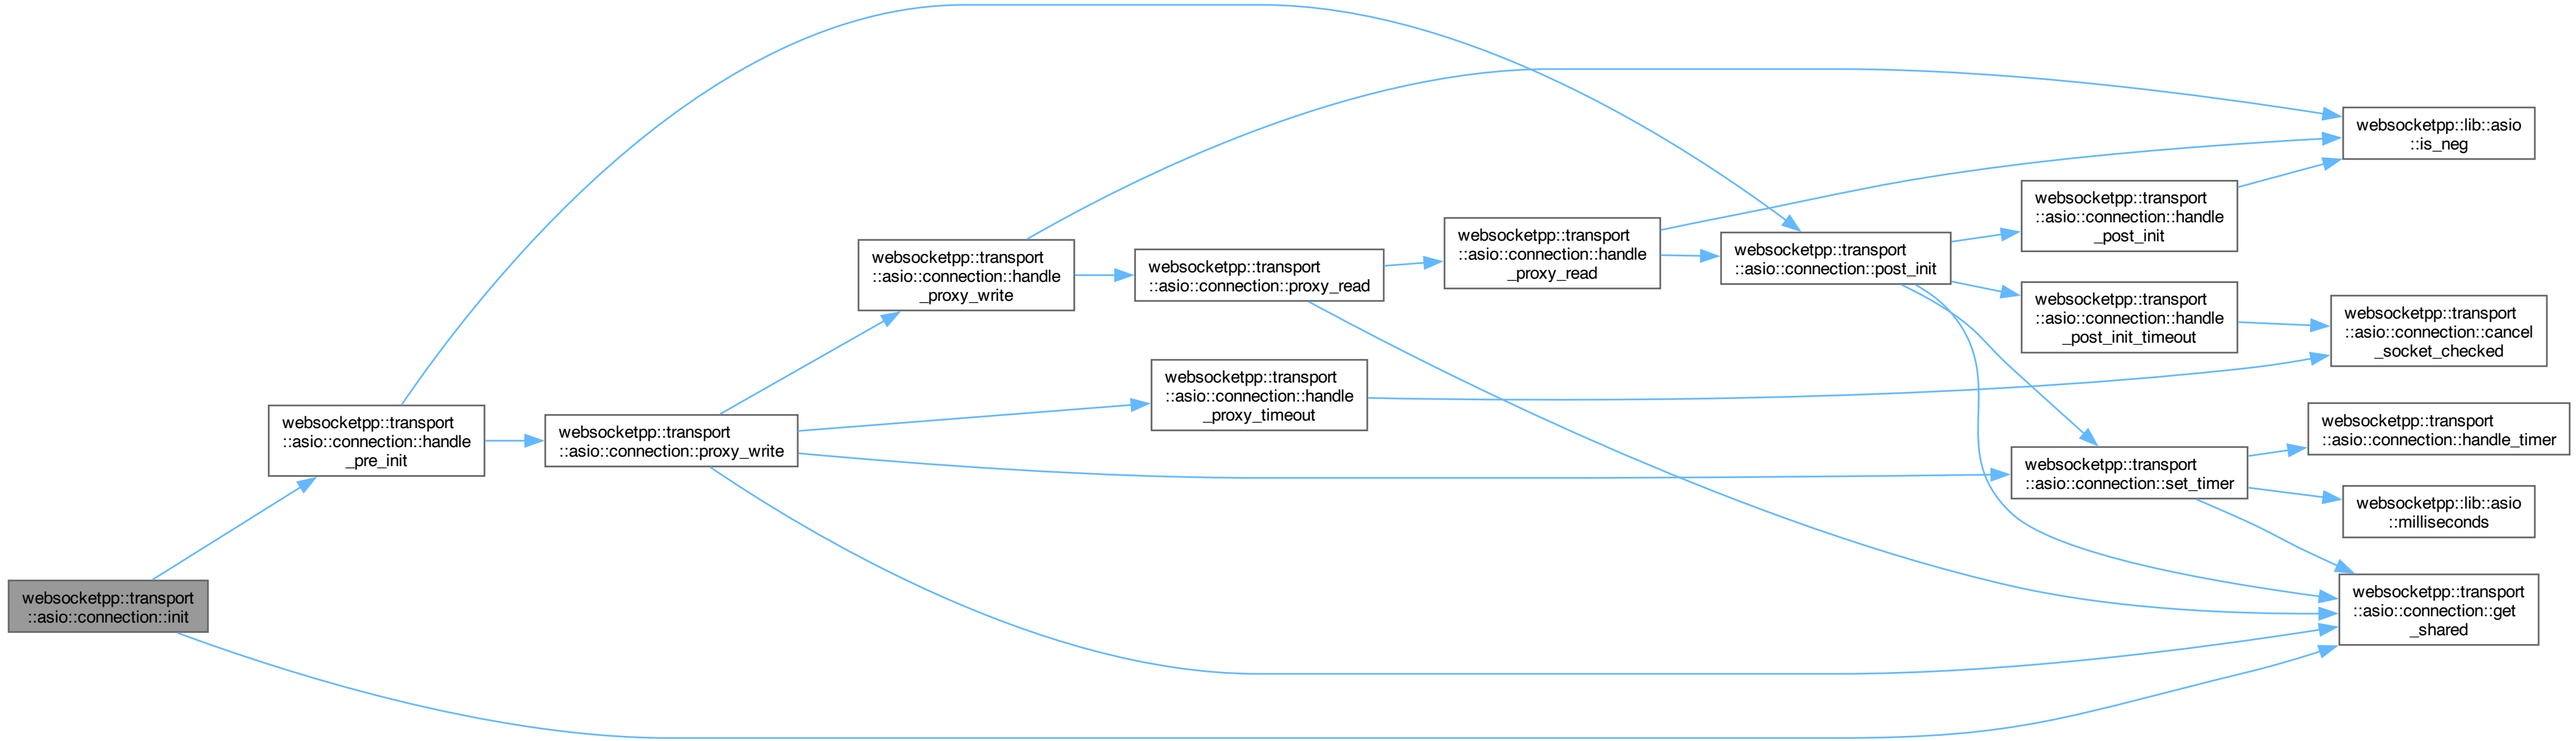 websocketpp::transport
::asio::connection::init
websocketpp::transport
::asio::connection::handle
_pre_init
websocketpp::transport
::asio::connection::proxy_write
websocketpp::transport
::asio::connection::handle
_proxy_write
websocketpp::transport
::asio::connection::proxy_read
websocketpp::transport
::asio::connection::handle
_proxy_timeout
websocketpp::transport
::asio::connection::handle
_proxy_read
websocketpp::transport
::asio::connection::post_init
websocketpp::transport
::asio::connection::handle
_post_init
websocketpp::transport
::asio::connection::handle
_post_init_timeout
websocketpp::transport
::asio::connection::set_timer
websocketpp::lib::asio
::is_neg
websocketpp::transport
::asio::connection::cancel
_socket_checked
websocketpp::transport
::asio::connection::handle_timer
websocketpp::lib::asio
::milliseconds
websocketpp::transport
::asio::connection::get
_shared